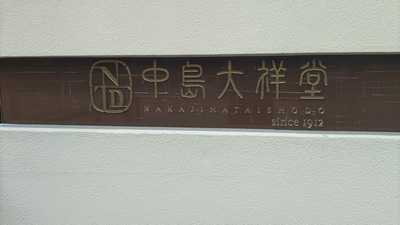 中島大祥堂
NAKAJIMATAISHODO
since 1912